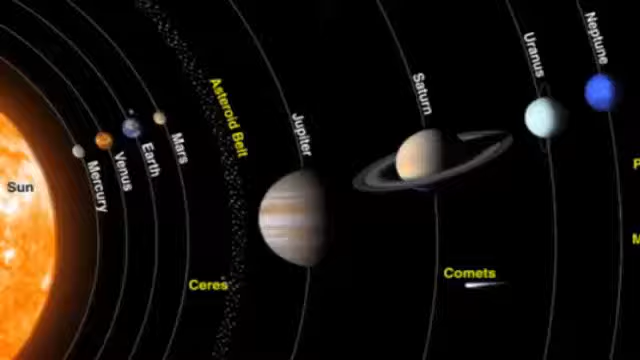 Sun
Mercury
Venus
Earth
Mars
Asteroid Belt
Ceres
Jupiter
Saturn
Comets
Uranus
Neptune